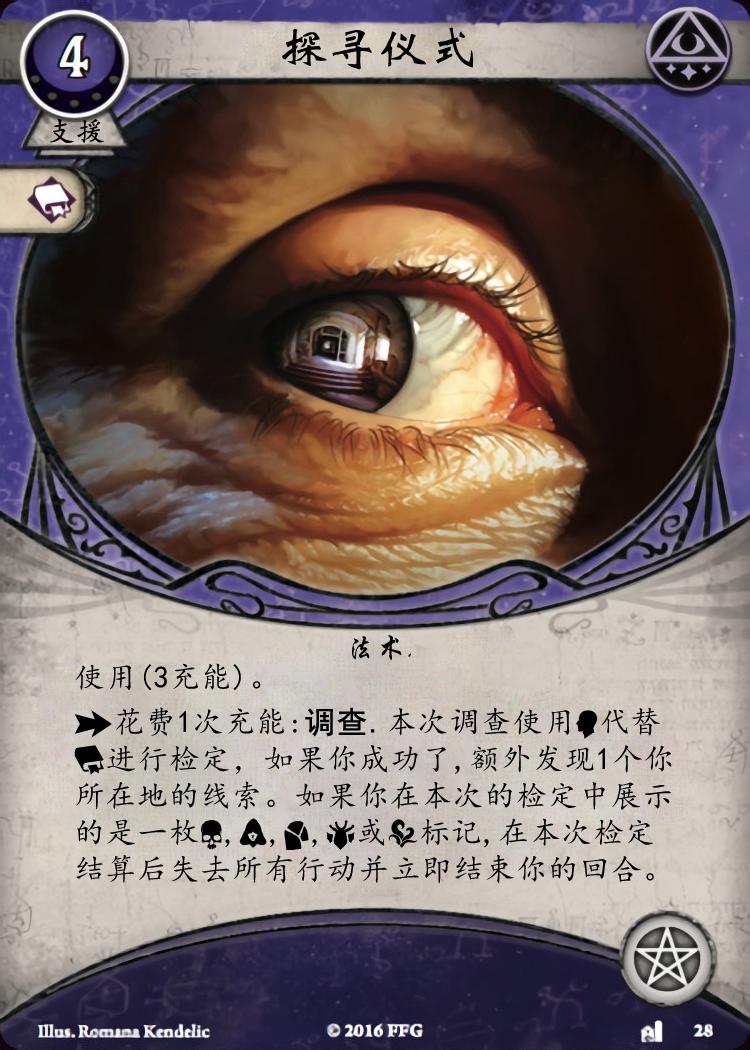 4
探寻仪式
支援
法术.
使用(3充能)。
花费1次充能:调查.本次调查使用代替
进行检定，如果你成功了,额外发现1个你
所在地的线索。如果你在本次的检定中展示
的是一枚,,,或标记,在本次检定
结算后失去所有行动并立即结束你的回合。
Illus. Romana Kendelic
© 2016 FFG
28